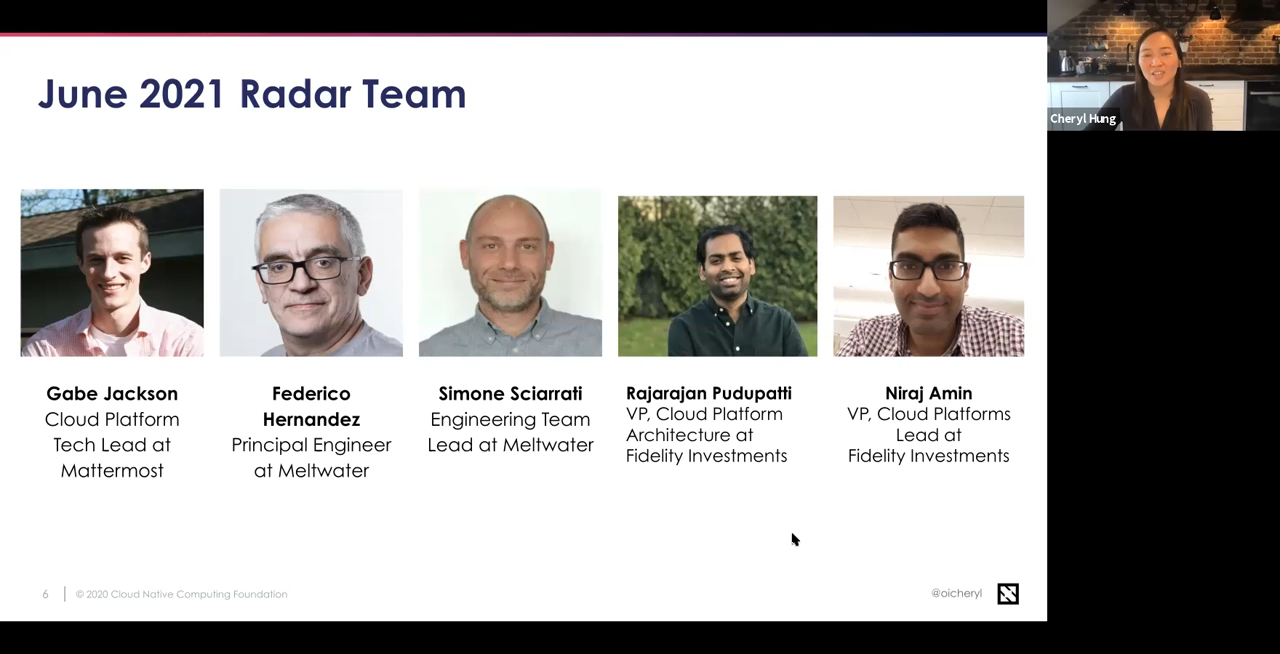 June 2021 Radar Team
Cheryl Hung
Gabe Jackson
Cloud Platform
Tech Lead at
Mattermost
Federico
Hernandez
Principal Engineer
at Meltwater
Simone Sciarrati
Engineering Team
Lead at Meltwater
Rajarajan Pudupatti
VP, Cloud Platform
Architecture at
Fidelity Investments
Niraj Amin
VP, Cloud Platforms
Lead at
Fidelity Investments
6
© 2020 Cloud Native Computing Foundation
@oicheryl